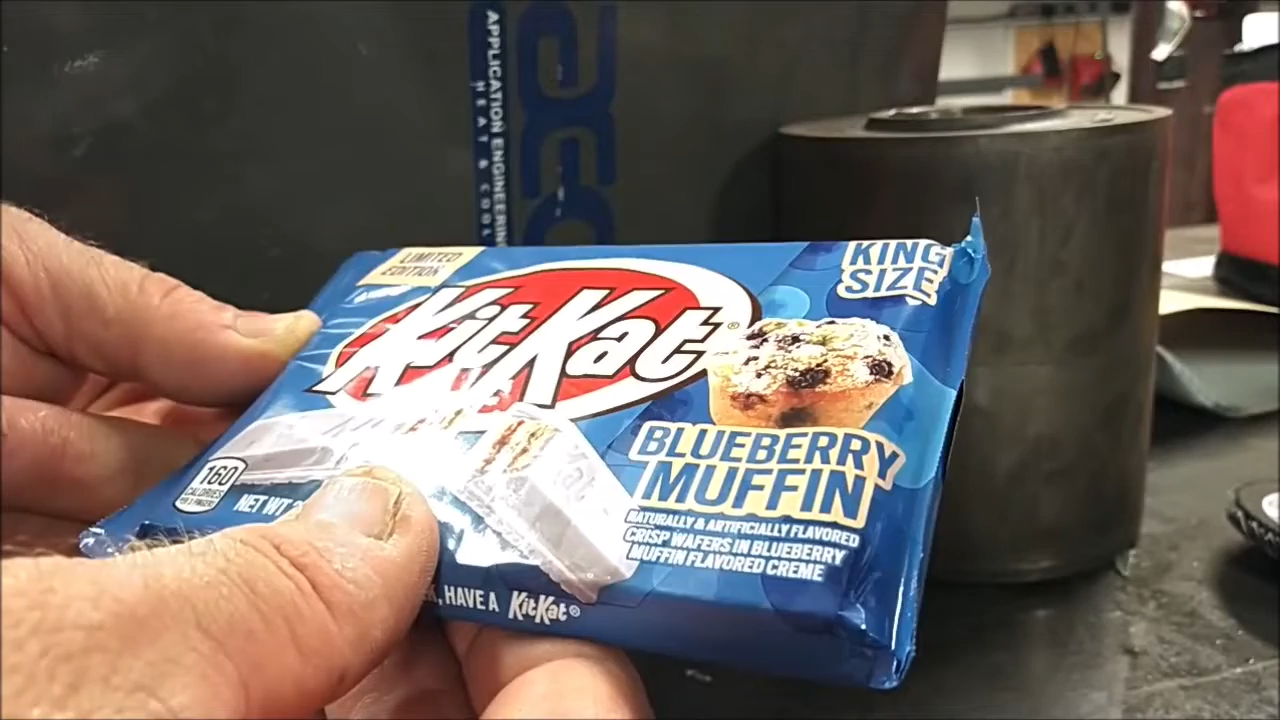 APPLICATION ENGINEERING
HEAT & COOL
LIMITED
EDITION
KitKat®
KING
SIZE
BLUEBERRY
MUFFIN
NATURALLY & ARTIFICIALLY FLAVORED
CRISP WAFERS IN BLUEBERRY
MUFFIN FLAVORED CREME
160
CALORIES
NET WT
, HAVE A KitKat®